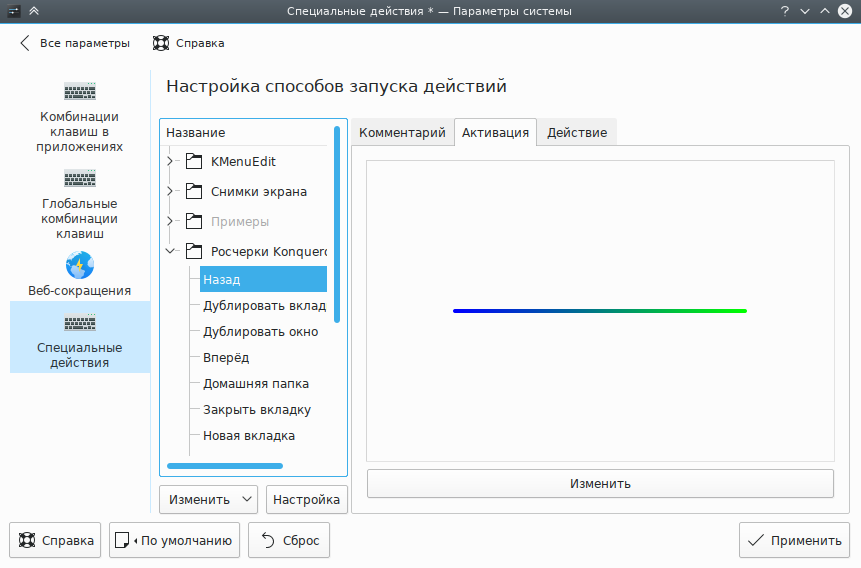 Специальные действия * — Параметры системы
Все параметры
Справка
Комбинации
клавиш в
приложениях
Глобальные
комбинации
клавиш
Веб-сокращения
Специальные
действия
Настройка способов запуска действий
Название
KMenuEdit
Снимки экрана
Примеры
Росчерки Konquero
Назад
Дублировать вклад
Дублировать окно
Вперёд
Домашняя папка
Закрыть вкладку
Новая вкладка
Изменить
Настройка
Комментарий
Активация
Действие
Изменить
Справка
По умолчанию
Сброс
Применить